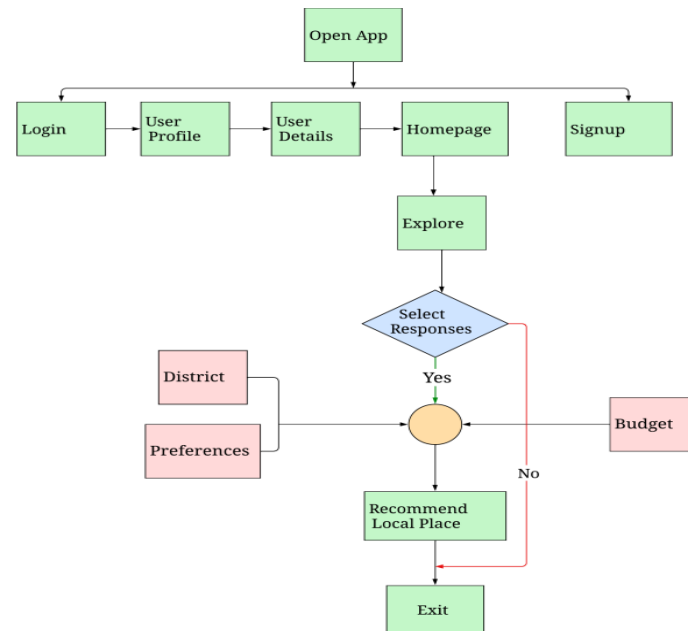 Open App
Login
User
Profile
User
Details
Homepage
Signup
Explore
Select
Responses
Yes
District
Preferences
Budget
No
Recommend
Local Place
Exit